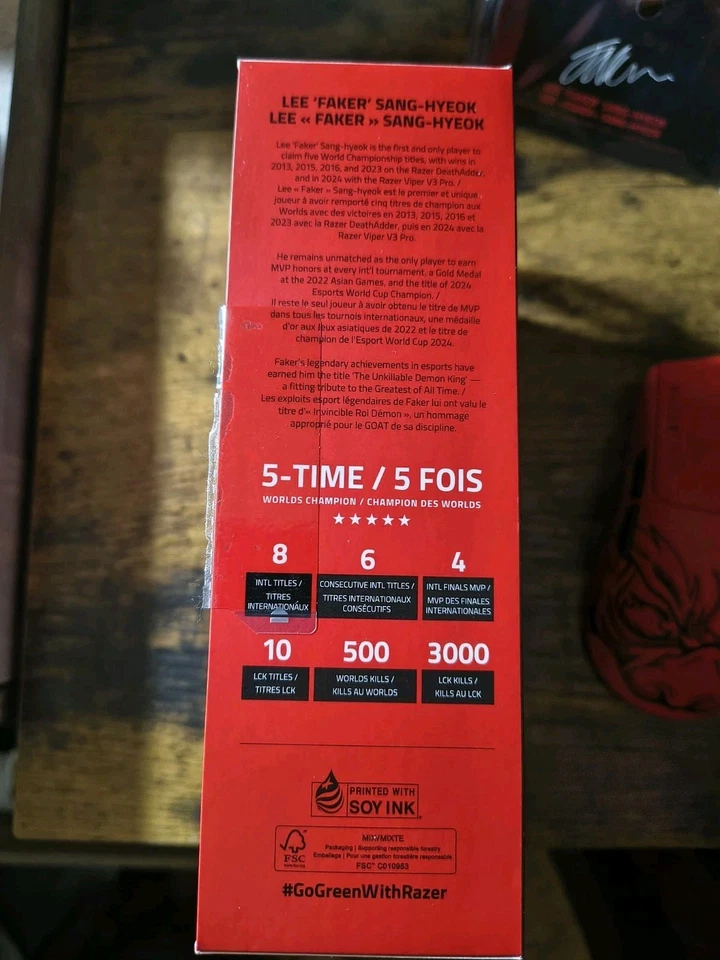 LEE 'FAKER' SANG-HYEOK
LEE « FAKER » SANG-HYEOK
Lee 'Faker' Sang-hyeok is the first and only player to
claim five World Championship titles, with wins in
2013, 2015, 2016, and 2023 on the Razer DeathAdder,
and in 2024 with the Razer Viper V3 Pro. /
Lee « Faker » Sang-hyeok est le premier et unique
joueur à avoir remporté cinq titres de champion aux
Worlds avec des victoires en 2013, 2015, 2016 et
2023 avec la Razer DeathAdder, puis en 2024 avec la
Razer Viper V3 Pro.
He remains unmatched as the only player to earn
MVP honors at every int'l tournament, a Gold Medal
at the 2022 Asian Games, and the title of 2024
Esports World Cup Champion. /
Il reste le seul joueur à avoir obtenu le titre de MVP
dans tous les tournois internationaux, une médaille
d'or aux Jeux asiatiques de 2022 et le titre de
champion de l'Esport World Cup 2024.
Faker's legendary achievements in esports have
earned him the title 'The Unkillable Demon King' —
a fitting tribute to the Greatest of All Time. /
Les exploits esport légendaires de Faker lui ont valu le
titre d'« Invincible Roi Démon », un hommage
approprié pour le GOAT de sa discipline.
5-TIME / 5 FOIS
WORLDS CHAMPION / CHAMPION DES WORLDS
8 6 4
INTL TITLES / TITRES INTERNATIONAUX
CONSECUTIVE INTL TITLES / TITRES INTERNATIONAUX CONSÉCUTIFS
INTL FINALS MVP / MVP DES FINALES INTERNATIONALES
10 500 3000
LCK TITLES / TITRES LCK
WORLDS KILLS / KILLS AU WORLDS
LCK KILLS / KILLS AU LCK
PRINTED WITH
SOY INK
MIX/MIXTE
Packaging | Supporting responsible forestry
Emballage | Pour une gestion forestière responsable
FSC™ C010953
FSC
#GoGreenWithRazer